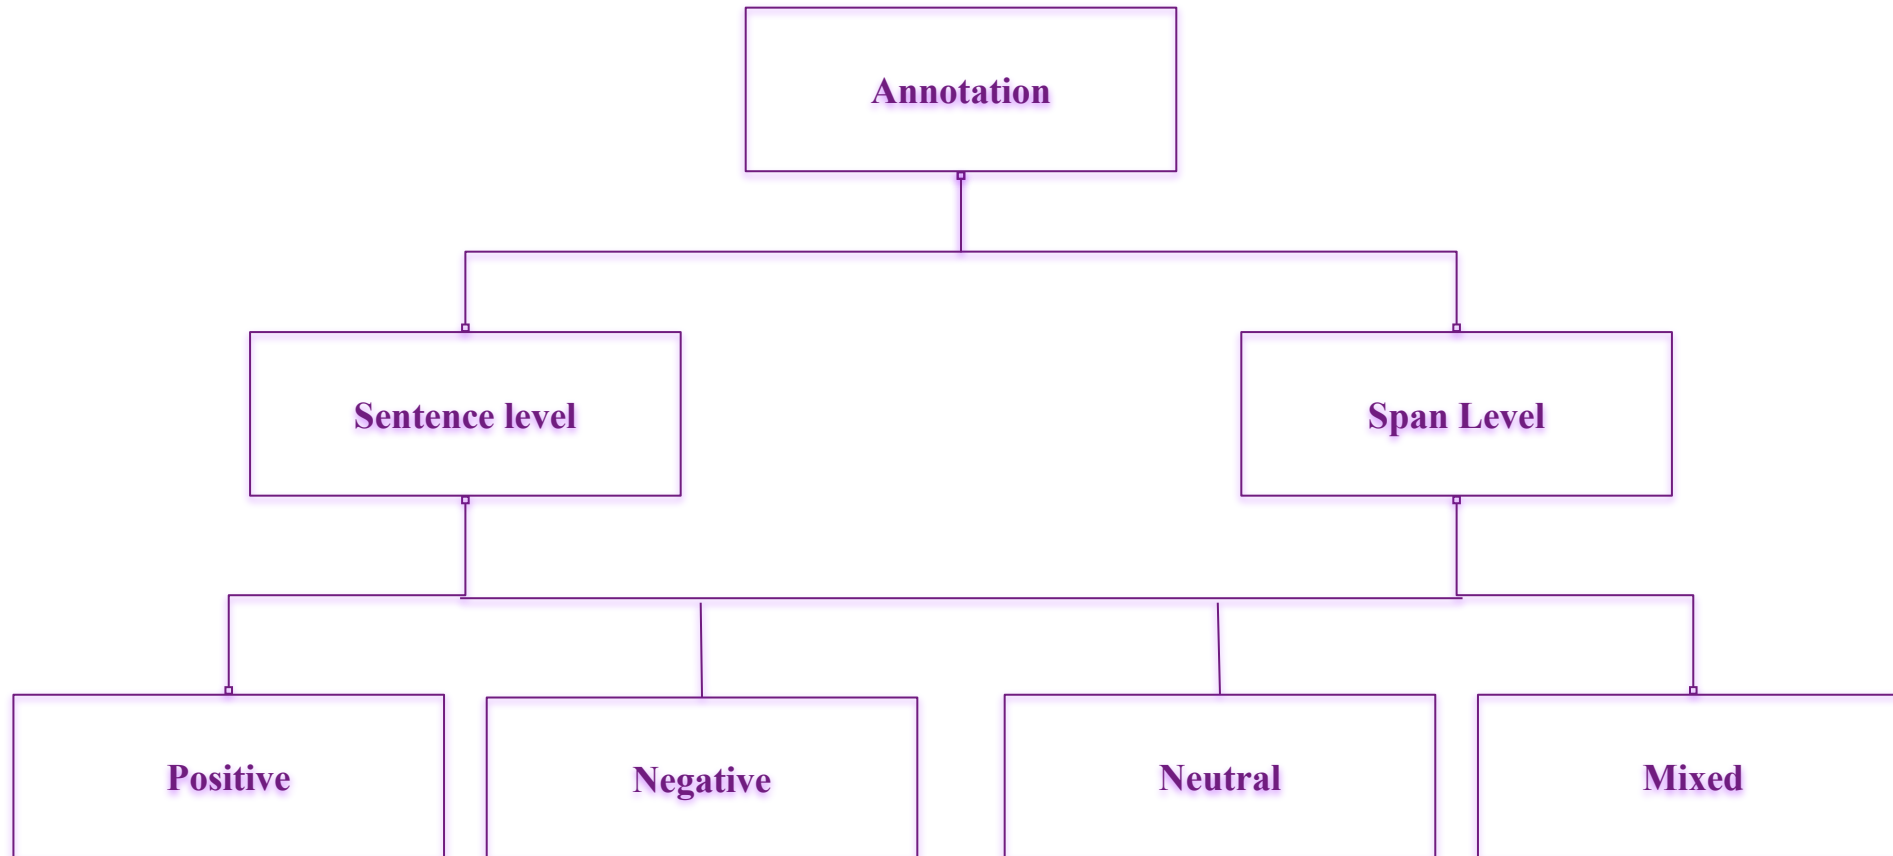 Annotation
Sentence level
Span Level
Positive
Negative
Neutral
Mixed